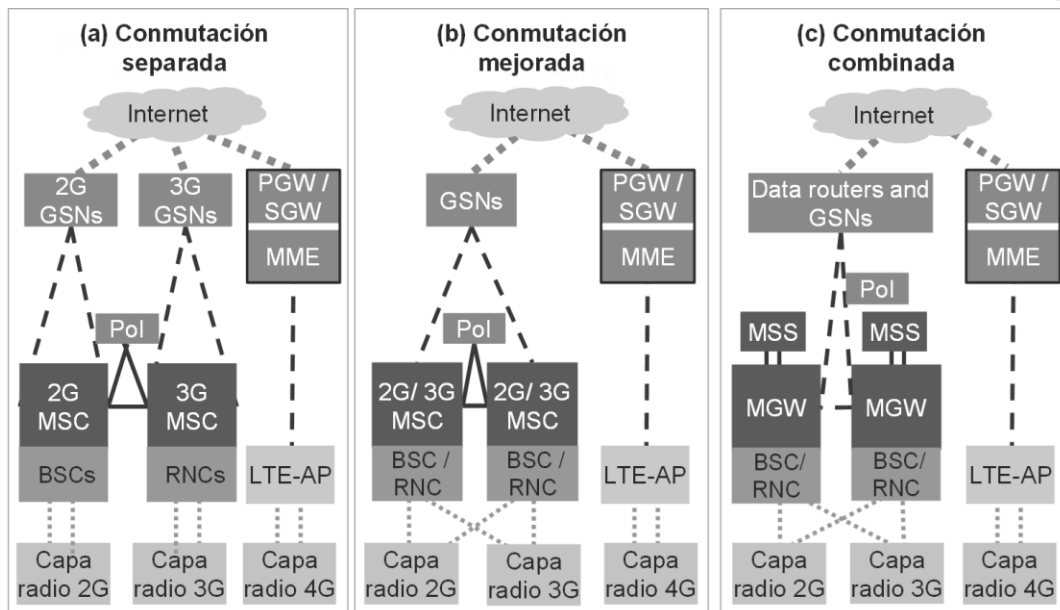 (a) Conmutación
separada
Internet
2G
GSNs
3G
GSNs
PGW /
SGW
MME
PoI
2G
MSC
3G
MSC
BSCs
RNCs
LTE-AP
Capa
radio 2G
Capa
radio 3G
Capa
radio 4G
(b) Conmutación
mejorada
Internet
GSNs
PGW /
SGW
MME
PoI
2G/ 3G
MSC
2G/ 3G
MSC
BSC /
RNC
BSC /
RNC
LTE-AP
Capa
radio 2G
Capa
radio 3G
Capa
radio 4G
(c) Conmutación
combinada
Internet
Data routers and
GSNs
PGW /
SGW
MME
PoI
MSS
MSS
MGW
MGW
BSC/
RNC
BSC/
RNC
LTE-AP
Capa
radio 2G
Capa
radio 3G
Capa
radio 4G